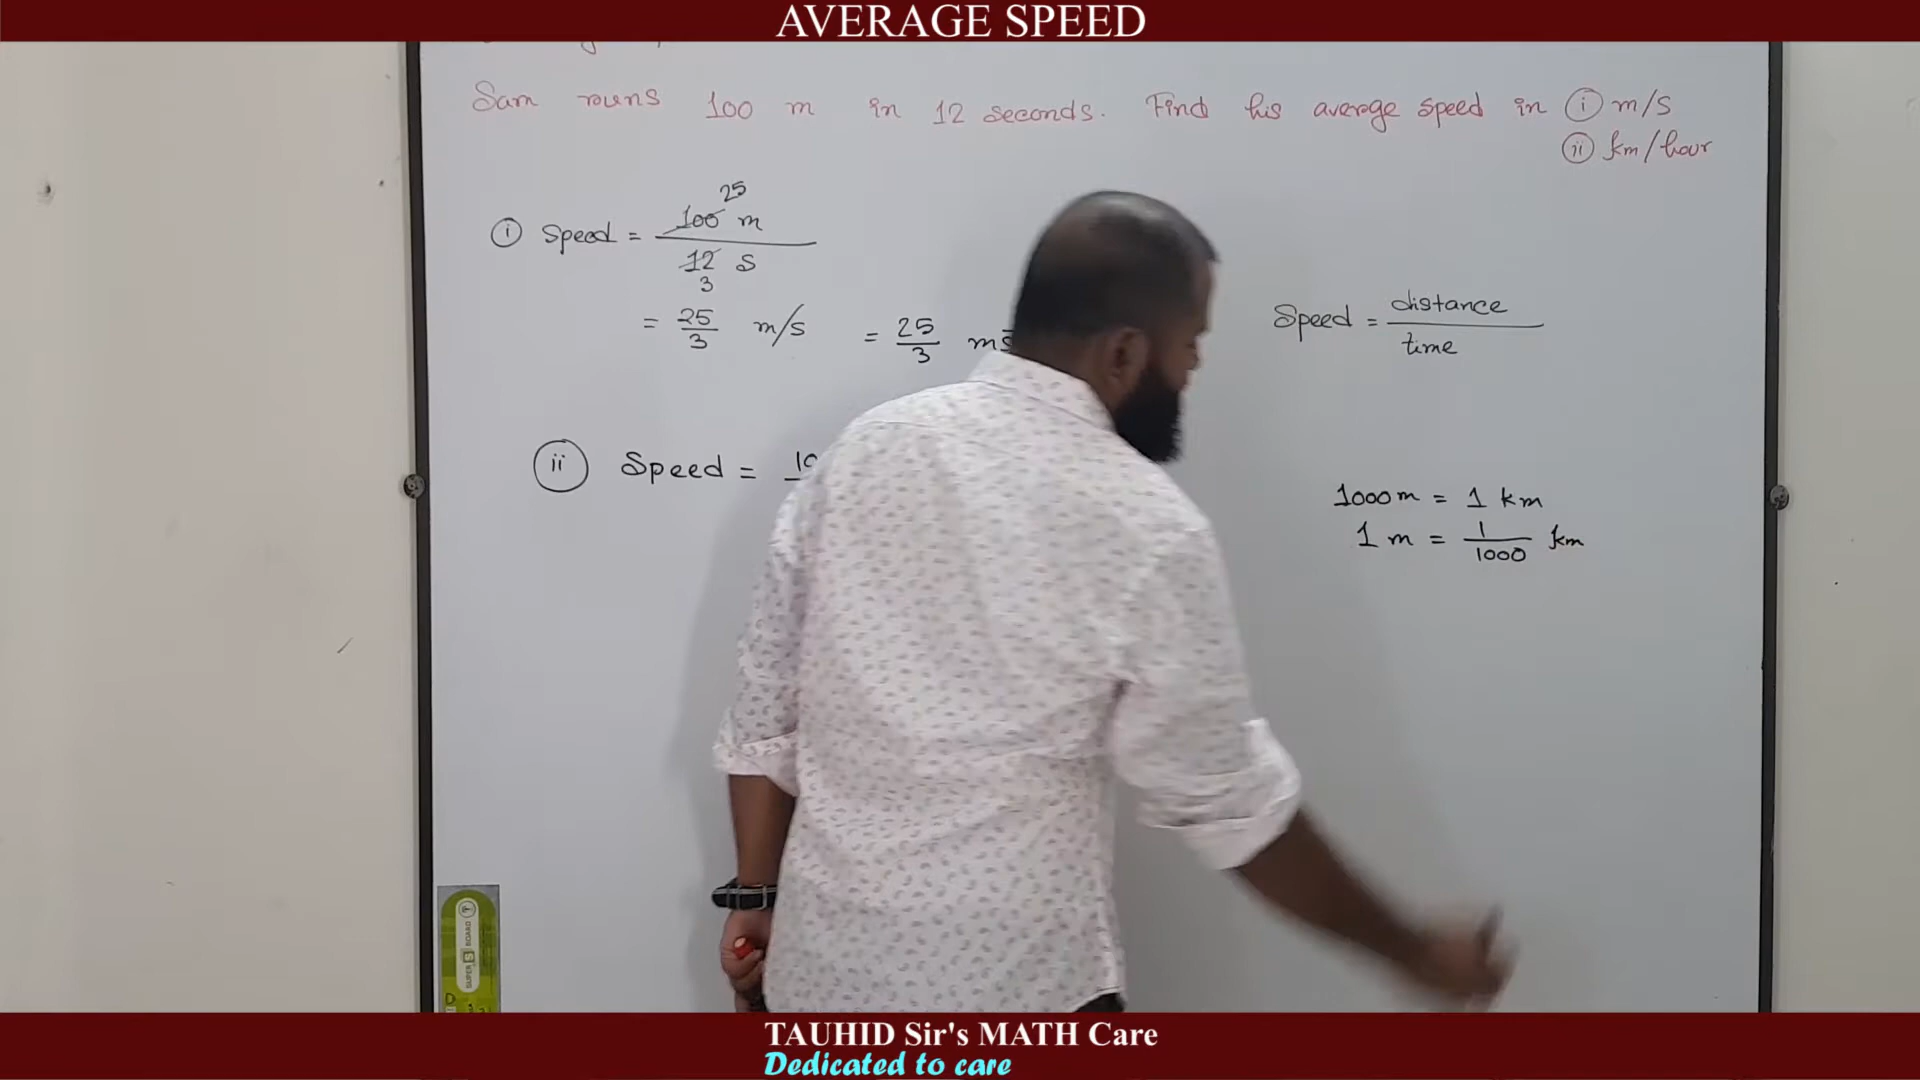 AVERAGE SPEED
Sam runs 100 m in 12 seconds. Find his average speed in (i) m/s
(ii) km/hour
25
(i) Speed = 100 m
12 s
3
= 25/3 m/s = 25/3
Speed = distance
time
(ii) Speed =
1000 m = 1 km
1 m = 1/1000 km
SUPER BOARD
TAUHID Sir's MATH Care
Dedicated to care